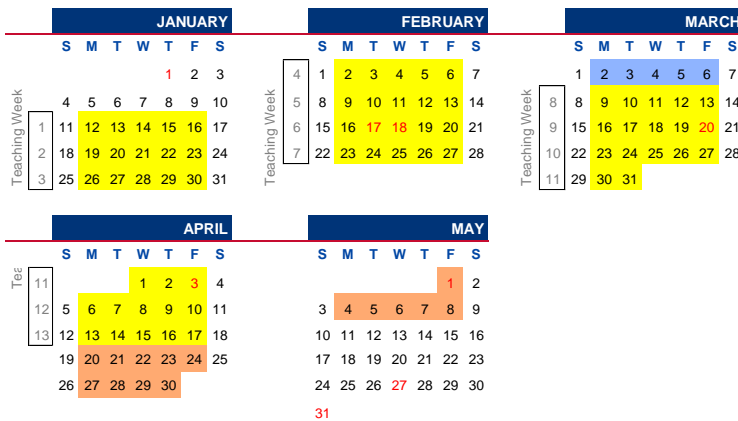 JANUARY
S M T W T F S
1 2 3
4 5 6 7 8 9 10
1 11 12 13 14 15 16 17
2 18 19 20 21 22 23 24
3 25 26 27 28 29 30 31
Teaching Week
FEBRUARY
S M T W T F S
4 1 2 3 4 5 6 7
5 8 9 10 11 12 13 14
6 15 16 17 18 19 20 21
7 22 23 24 25 26 27 28
Teaching Week
MARCH
S M T W T F S
1 2 3 4 5 6 7
8 8 9 10 11 12 13 14
9 15 16 17 18 19 20 21
10 22 23 24 25 26 27 28
11 29 30 31
Teaching Week
APRIL
S M T W T F S
11 1 2 3 4
12 5 6 7 8 9 10 11
13 12 13 14 15 16 17 18
19 20 21 22 23 24 25
26 27 28 29 30
Tea
MAY
S M T W T F S
1 2
3 4 5 6 7 8 9
10 11 12 13 14 15 16
17 18 19 20 21 22 23
24 25 26 27 28 29 30
31